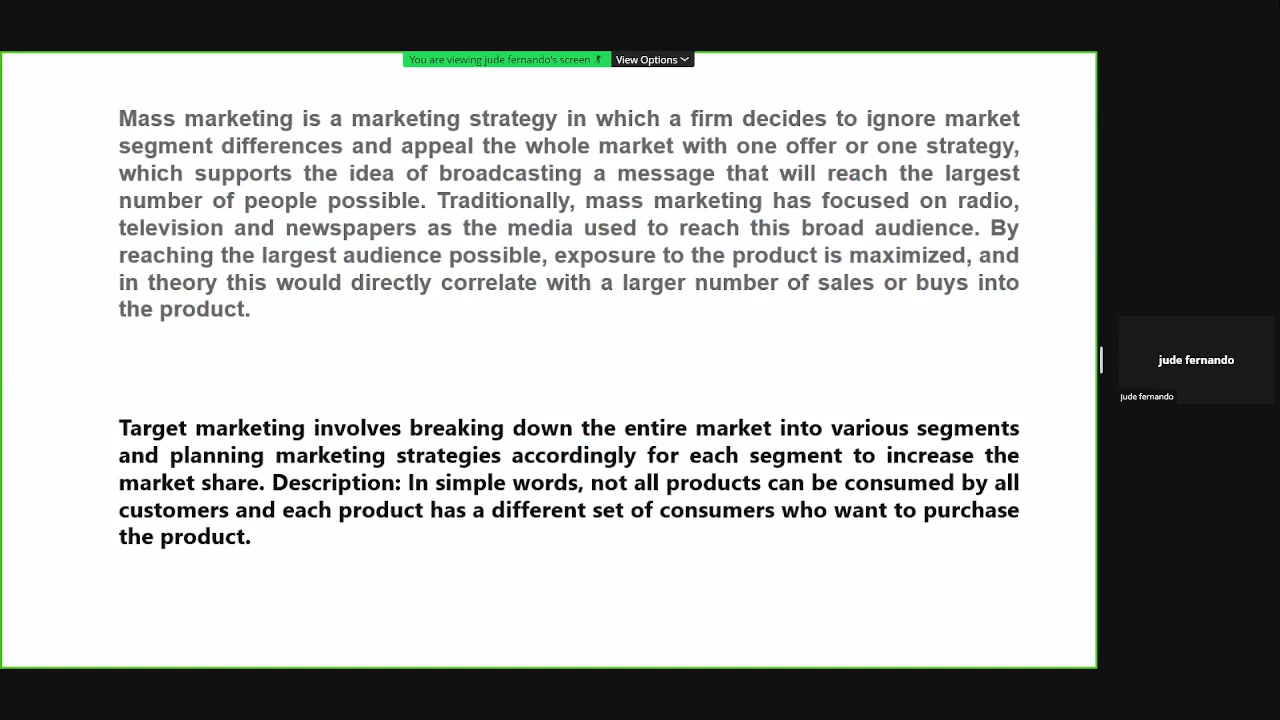 You are viewing jude fernando's screen
View Options
Mass marketing is a marketing strategy in which a firm decides to ignore market
segment differences and appeal the whole market with one offer or one strategy,
which supports the idea of broadcasting a message that will reach the largest
number of people possible. Traditionally, mass marketing has focused on radio,
television and newspapers as the media used to reach this broad audience. By
reaching the largest audience possible, exposure to the product is maximized, and
in theory this would directly correlate with a larger number of sales or buys into
the product.
jude fernando
jude fernando
Target marketing involves breaking down the entire market into various segments
and planning marketing strategies accordingly for each segment to increase the
market share. Description: In simple words, not all products can be consumed by all
customers and each product has a different set of consumers who want to purchase
the product.